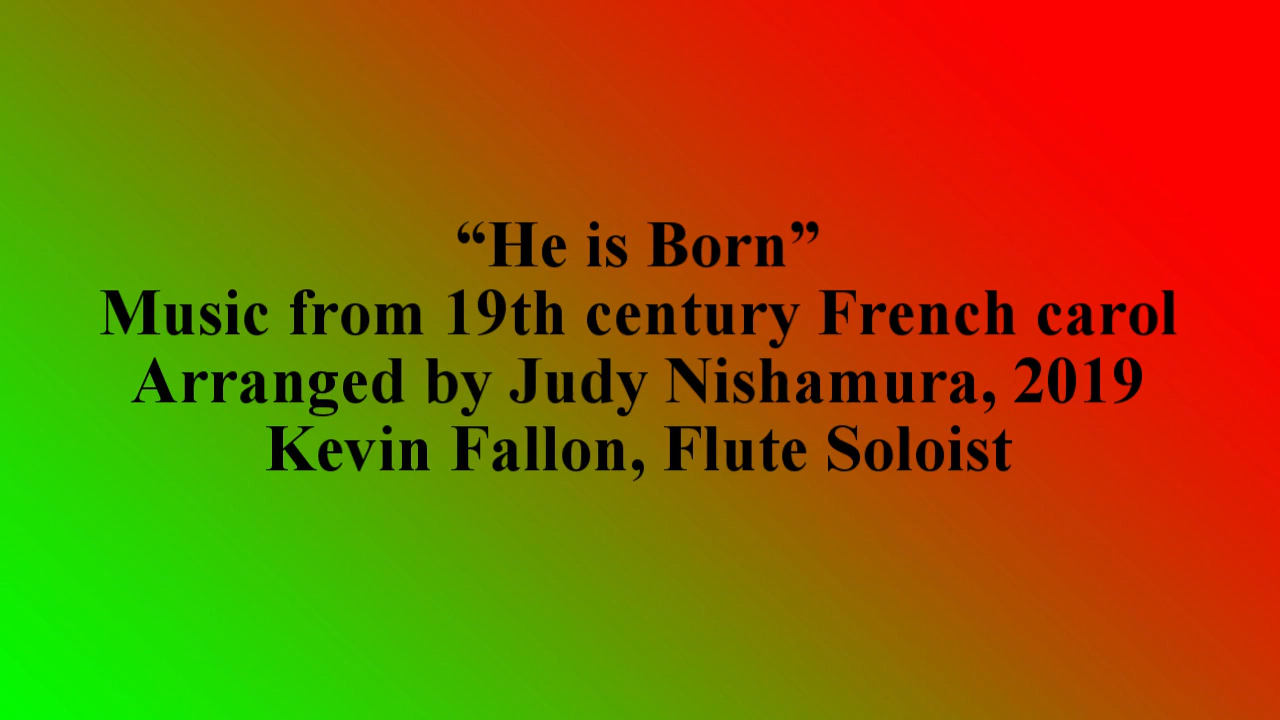 “He is Born”
Music from 19th century French carol
Arranged by Judy Nishamura, 2019
Kevin Fallon, Flute Soloist